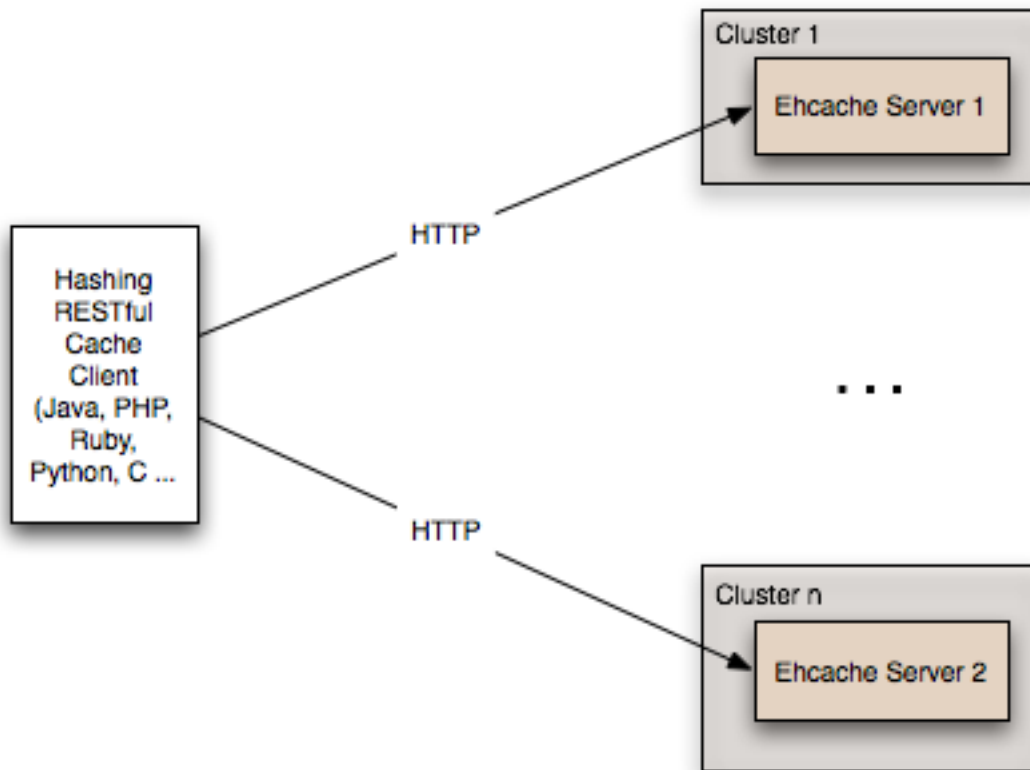 Cluster 1
Ehcache Server 1
HTTP
Hashing
RESTful
Cache
Client
(Java, PHP,
Ruby,
Python, C ...
...
HTTP
Cluster n
Ehcache Server 2